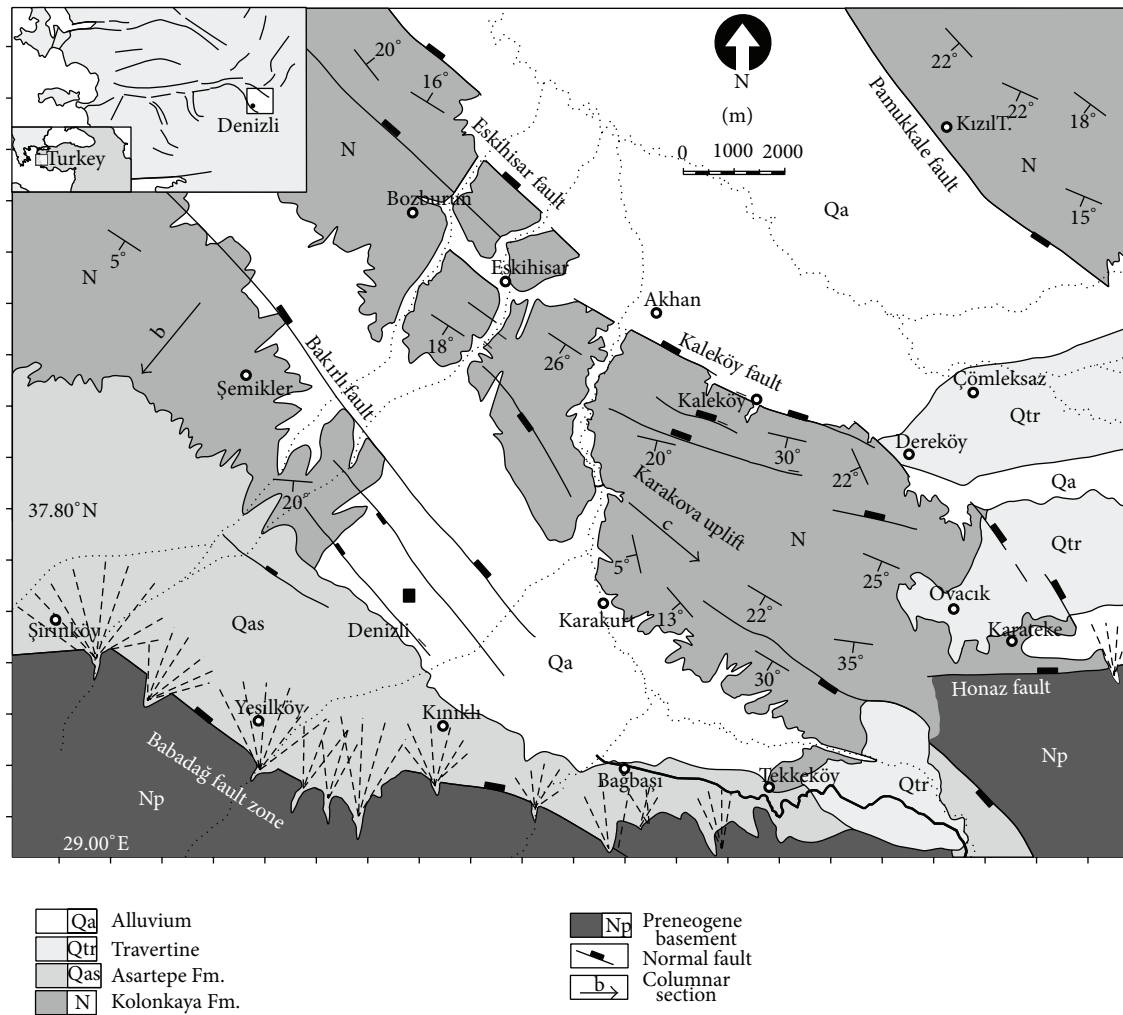 Denizli
Turkey
N
(m)
0 1000 2000
20°
16°
N
Eskihisar fault
Bozburun
Eskihisar
18°
26°
Pamukkale fault
22°
22°
18°
KızılT.
N
15°
Qa
5°
N
b
Şemikler
Bakırlı fault
Akhan
Kaleköy fault
Kaleköy
Çömleksaz
Qtr
Dereköy
Qa
20°
30°
22°
Karakova uplift
c
N
37.80°N
20°
Qtr
5°
25°
Ovacık
Karateke
Şirinköy
Qas
Denizli
Karakurt
13°
22°
Qa
35°
30°
Honaz fault
Yeşilköy
Kınıklı
Babadağ fault zone
Np
Bağbaşı
Tekkeköy
Qtr
Np
29.00°E
Qa Alluvium
Qtr Travertine
Qas Asartepe Fm.
N Kolonkaya Fm.
Np Preneogene
basement
Normal fault
b Columnar
section